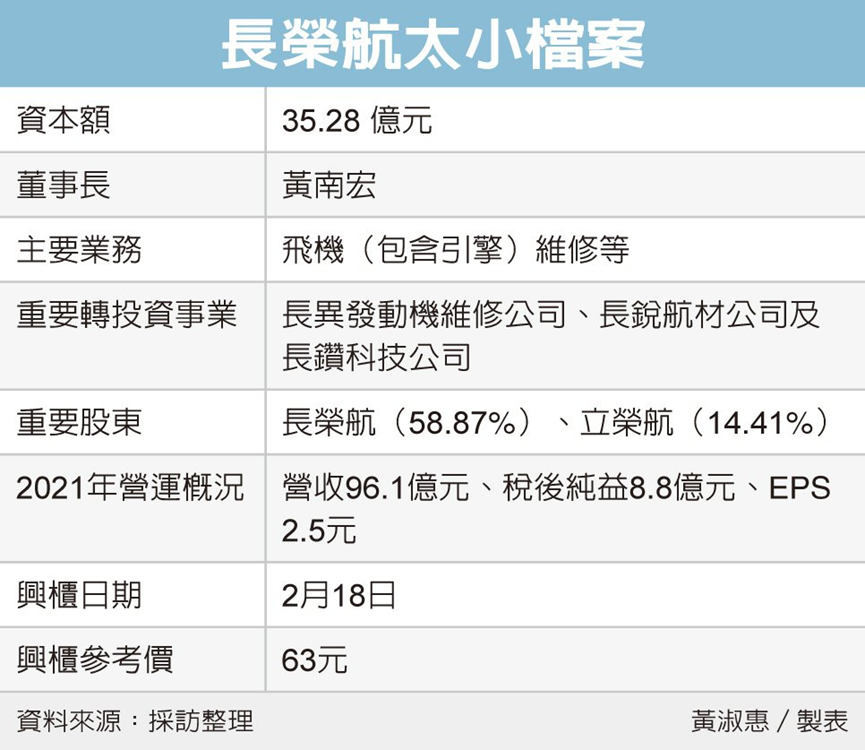 長榮航太小檔案
資本額 35.28 億元
董事長 黃南宏
主要業務 飛機（包含引擎）維修等
重要轉投資事業 長異發動機維修公司、長銳航材公司及
長鑽科技公司
重要股東 長榮航（58.87%）、立榮航（14.41%）
2021年營運概況 營收96.1億元、稅後純益8.8億元、EPS
2.5元
興櫃日期 2月18日
興櫃參考價 63元
資料來源：採訪整理 黃淑惠／製表